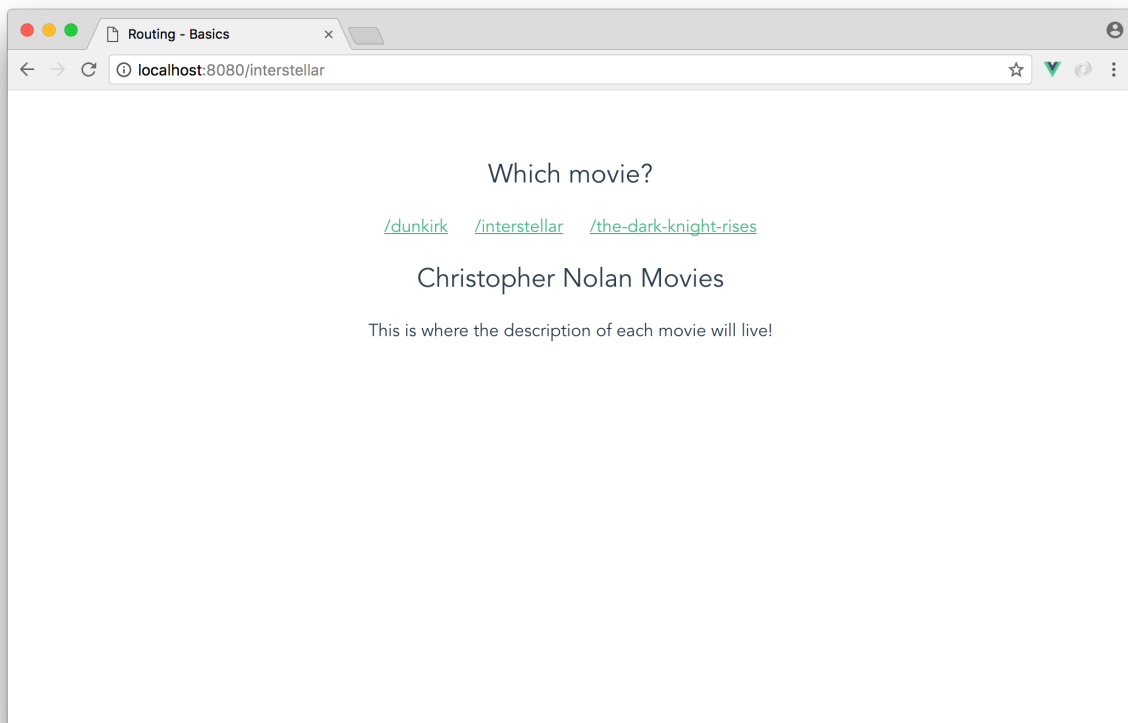 Routing - Basics
localhost:8080/interstellar
Which movie?
/dunkirk /interstellar /the-dark-knight-rises
Christopher Nolan Movies
This is where the description of each movie will live!